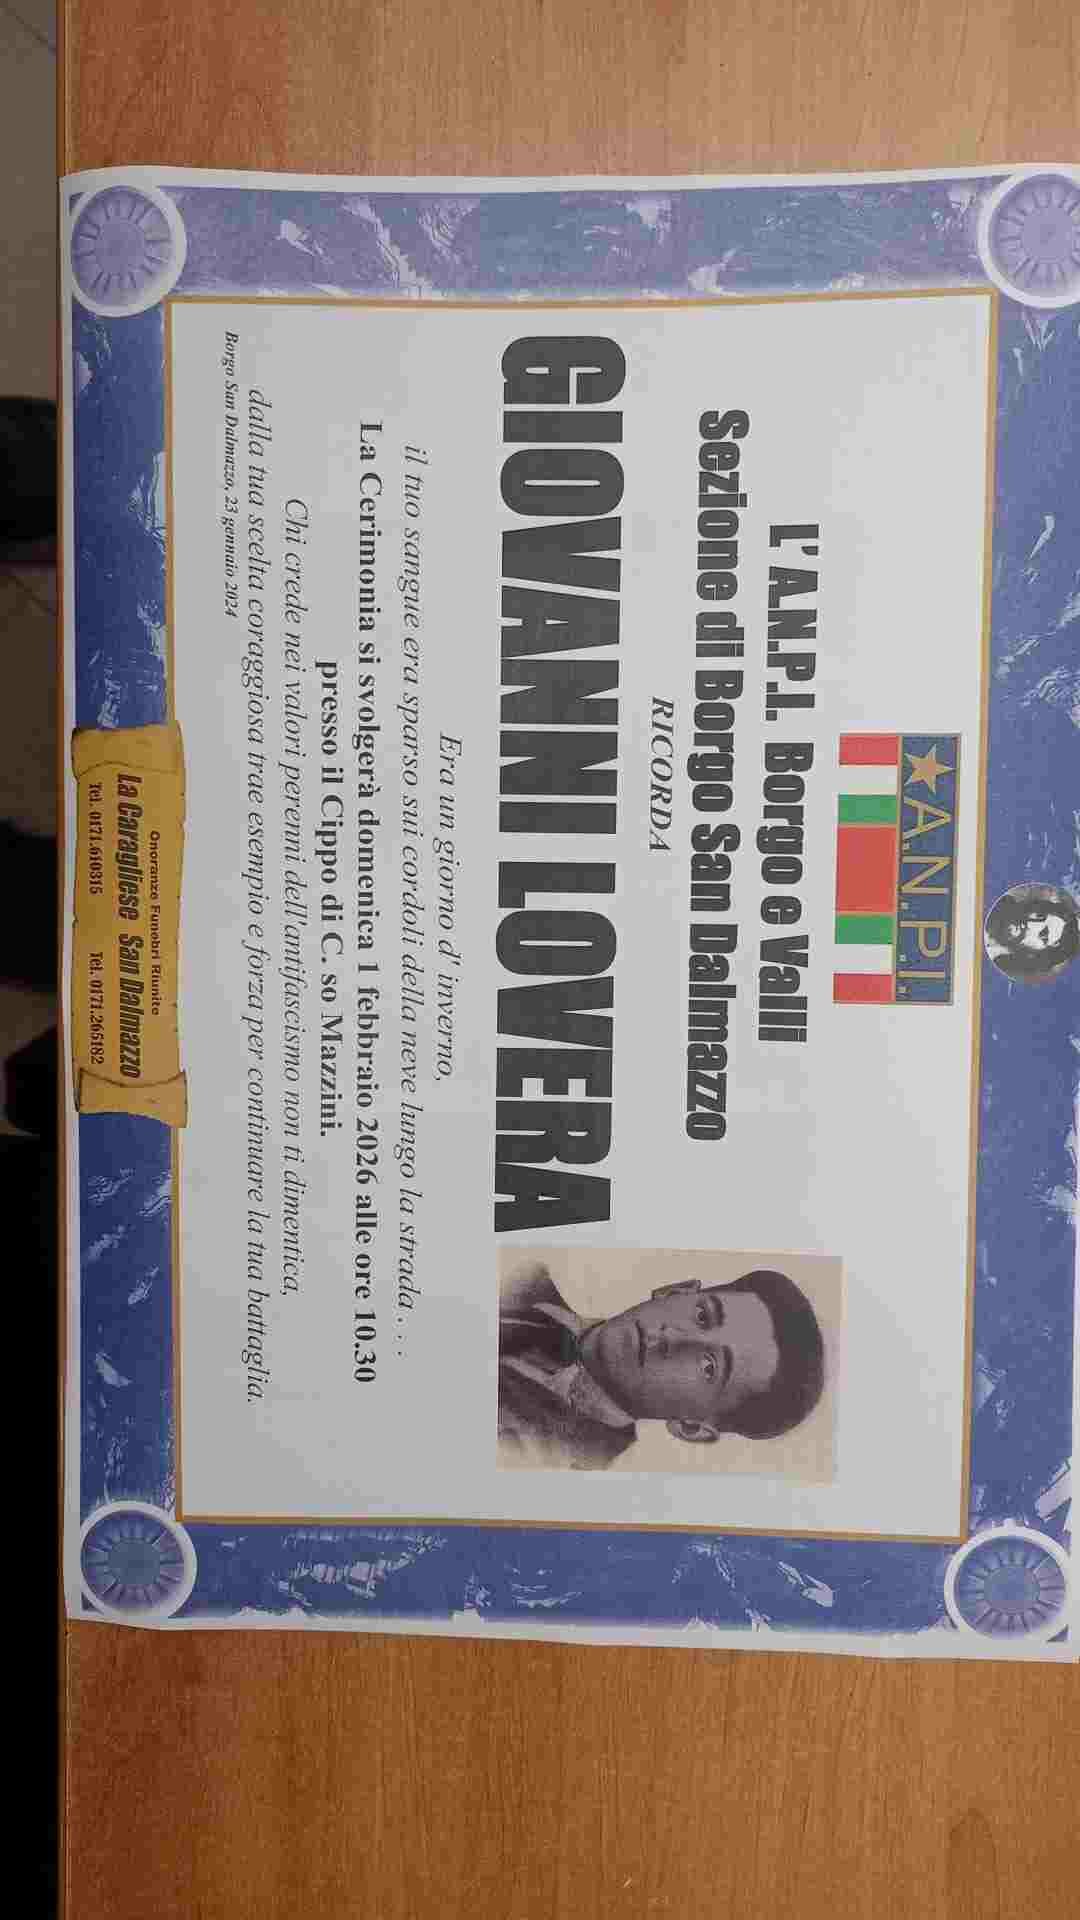 A.N.P.I.
L'A.N.P.I. Borgo e Valli
Sezione di Borgo San Dalmazzo
RICORDA
GIOVANNI LOVERA
Era un giorno d'inverno,
il tuo sangue era sparso sui cordoli della neve lungo la strada . . .
La Cerimonia si svolgerà domenica 1 febbraio 2026 alle ore 10.30
presso il Cippo di C. so Mazzini.
Chi crede nei valori perenni dell'antifascismo non ti dimentica,
dalla tua scelta coraggiosa trae esempio e forza per continuare la tua battaglia.
Borgo San Dalmazzo, 23 gennaio 2024
Onoranze Funebri Riunite
La Caragliese San Dalmazzo
Tel. 0171.610315 Tel. 0171.265182